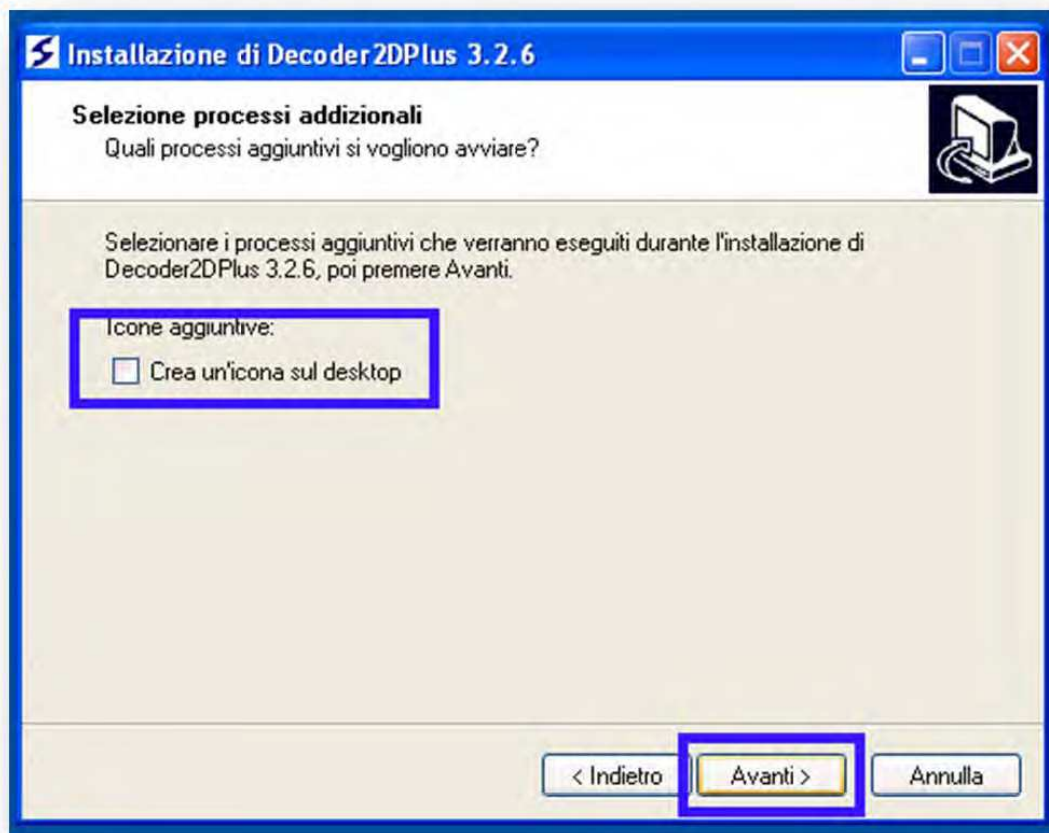 Installazione di Decoder2DPlus 3.2.6
Selezione processi addizionali
Quali processi aggiuntivi si vogliono avviare?
Selezionare i processi aggiuntivi che verranno eseguiti durante l'installazione di
Decoder2DPlus 3.2.6, poi premere Avanti.
Icone aggiuntive:
Crea un'icona sul desktop
< Indietro
Avanti >
Annulla